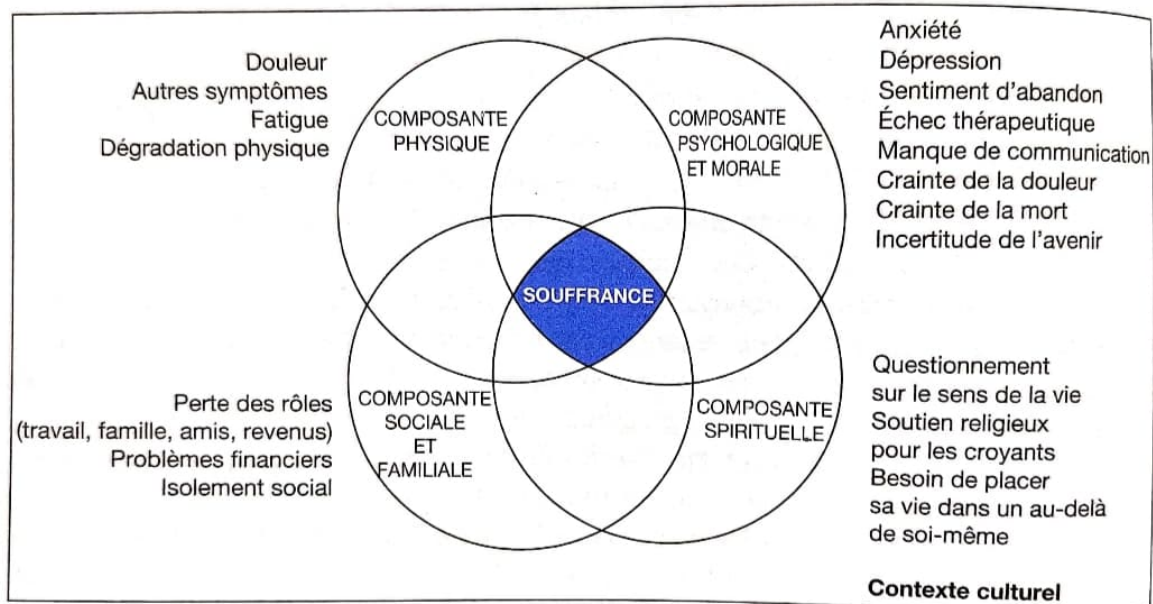 Douleur
Autres symptômes
Fatigue
Dégradation physique
COMPOSANTE
PHYSIQUE
COMPOSANTE
PSYCHOLOGIQUE
ET MORALE
Anxiété
Dépression
Sentiment d'abandon
Échec thérapeutique
Manque de communication
Crainte de la douleur
Crainte de la mort
Incertitude de l'avenir
SOUFFRANCE
Perte des rôles
(travail, famille, amis, revenus)
Problèmes financiers
Isolement social
COMPOSANTE
SOCIALE
ET
FAMILIALE
COMPOSANTE
SPIRITUELLE
Questionnement
sur le sens de la vie
Soutien religieux
pour les croyants
Besoin de placer
sa vie dans un au-delà
de soi-même
Contexte culturel